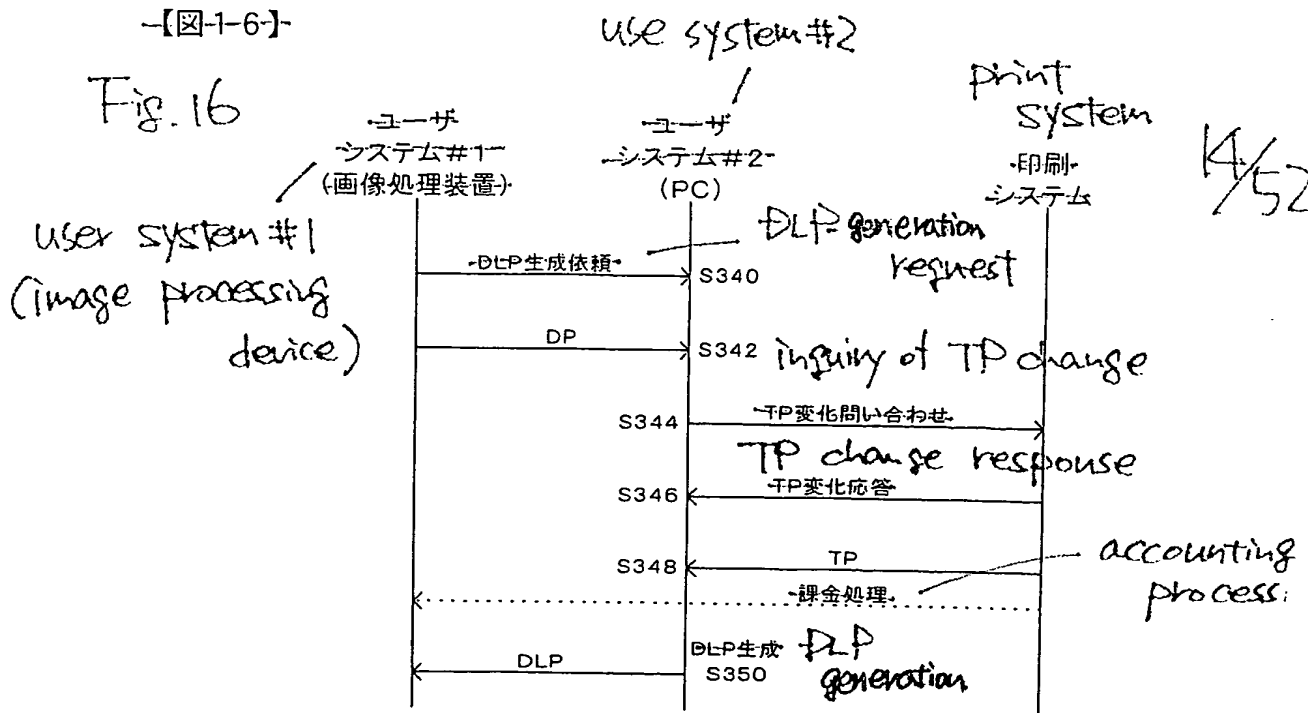 【図16】
Fig. 16
use system #2
print
system
14/52
ユーザ
システム#1
(画像処理装置)
ユーザ
システム#2
(PC)
印刷
システム
user system #1
(image processing
device)
DLP generation
request
DLP生成依頼
S340
DP
S342
inquiry of TP change
S344
TP変化問い合わせ
TP change response
S346
TP変化応答
S348
TP
accounting
process
課金処理
DLP
DLP生成
S350
DLP
generation